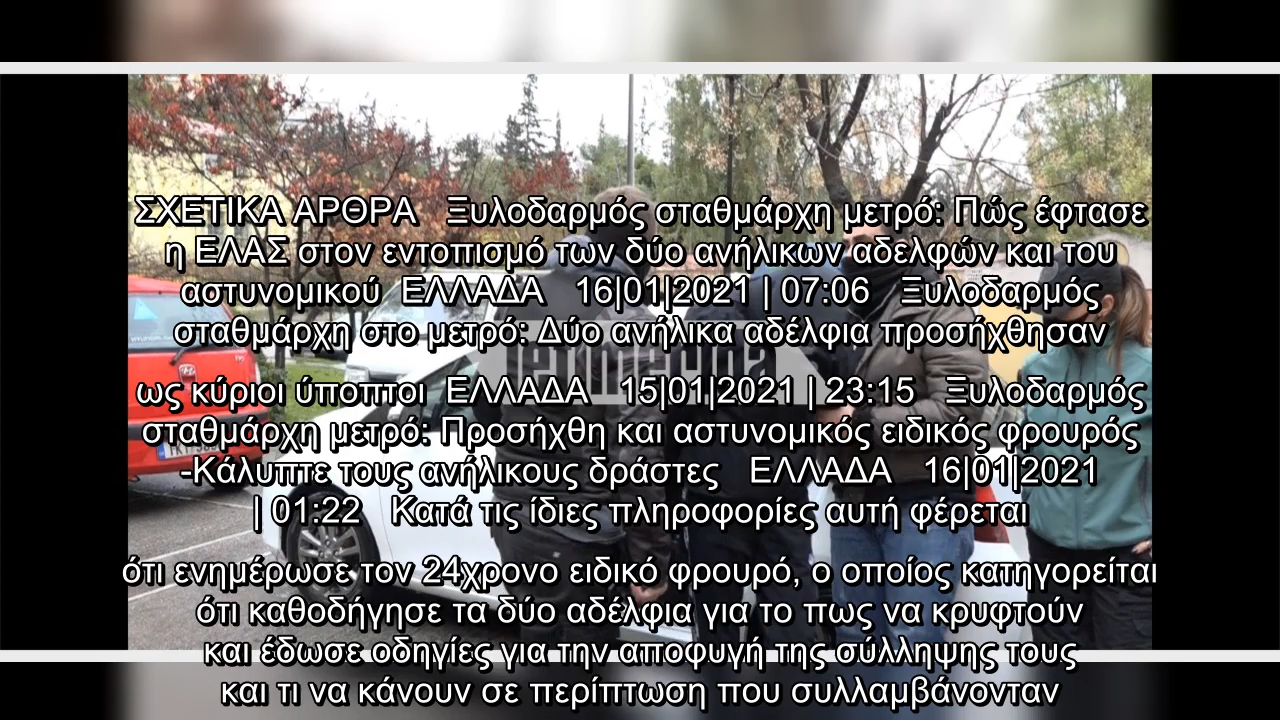 ΣΧΕΤΙΚΑ ΑΡΘΡΑ Ξυλοδαρμός σταθμάρχη μετρό: Πώς έφτασε
η ΕΛΑΣ στον εντοπισμό των δύο ανήλικων αδελφών και του
αστυνομικού ΕΛΛΑΔΑ 16|01|2021 | 07:06 Ξυλοδαρμός
σταθμάρχη στο μετρό: Δύο ανήλικα αδέλφια προσήχθησαν
ως κύριοι ύποπτοι ΕΛΛΑΔΑ 15|01|2021 | 23:15 Ξυλοδαρμός
σταθμάρχη μετρό: Προσήχθη και αστυνομικός ειδικός φρουρός
-Κάλυπτε τους ανήλικους δράστες ΕΛΛΑΔΑ 16|01|2021
| 01:22 Κατά τις ίδιες πληροφορίες αυτή φέρεται
ότι ενημέρωσε τον 24χρονο ειδικό φρουρό, ο οποίος κατηγορείται
ότι καθοδήγησε τα δύο αδέλφια για το πως να κρυφτούν
και έδωσε οδηγίες για την αποφυγή της σύλληψης τους
και τι να κάνουν σε περίπτωση που συλλαμβάνονταν